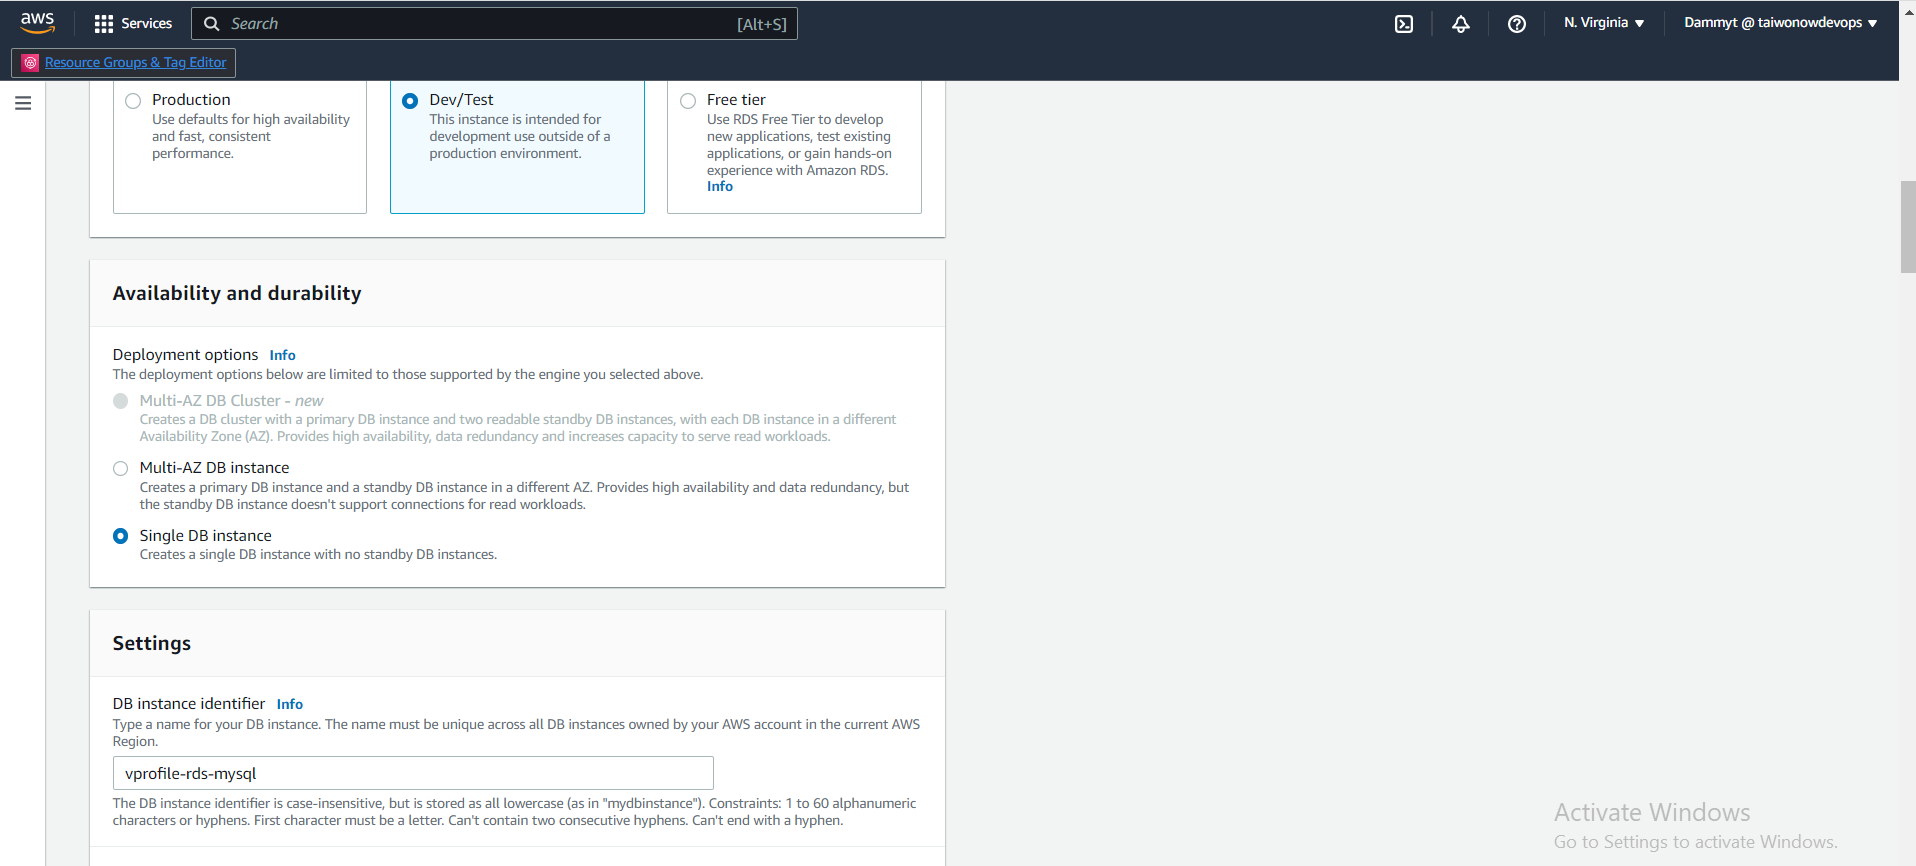 aws
Services
Search
[Alt+S]
N. Virginia
Dammyt @ taiwonowdevops
Resource Groups & Tag Editor
Production
Use defaults for high availability
and fast, consistent
performance.
Dev/Test
This instance is intended for
development use outside of a
production environment.
Free tier
Use RDS Free Tier to develop
new applications, test existing
applications, or gain hands-on
experience with Amazon RDS.
Info
Availability and durability
Deployment options Info
The deployment options below are limited to those supported by the engine you selected above.
Multi-AZ DB Cluster - new
Creates a DB cluster with a primary DB instance and two readable standby DB instances, with each DB instance in a different
Availability Zone (AZ). Provides high availability, data redundancy and increases capacity to serve read workloads.
Multi-AZ DB instance
Creates a primary DB instance and a standby DB instance in a different AZ. Provides high availability and data redundancy, but
the standby DB instance doesn't support connections for read workloads.
Single DB instance
Creates a single DB instance with no standby DB instances.
Settings
DB instance identifier Info
Type a name for your DB instance. The name must be unique across all DB instances owned by your AWS account in the current AWS
Region.
vprofile-rds-mysql
The DB instance identifier is case-insensitive, but is stored as all lowercase (as in "mydbinstance"). Constraints: 1 to 60 alphanumeric
characters or hyphens. First character must be a letter. Can't contain two consecutive hyphens. Can't end with a hyphen.
Activate Windows
Go to Settings to activate Windows.